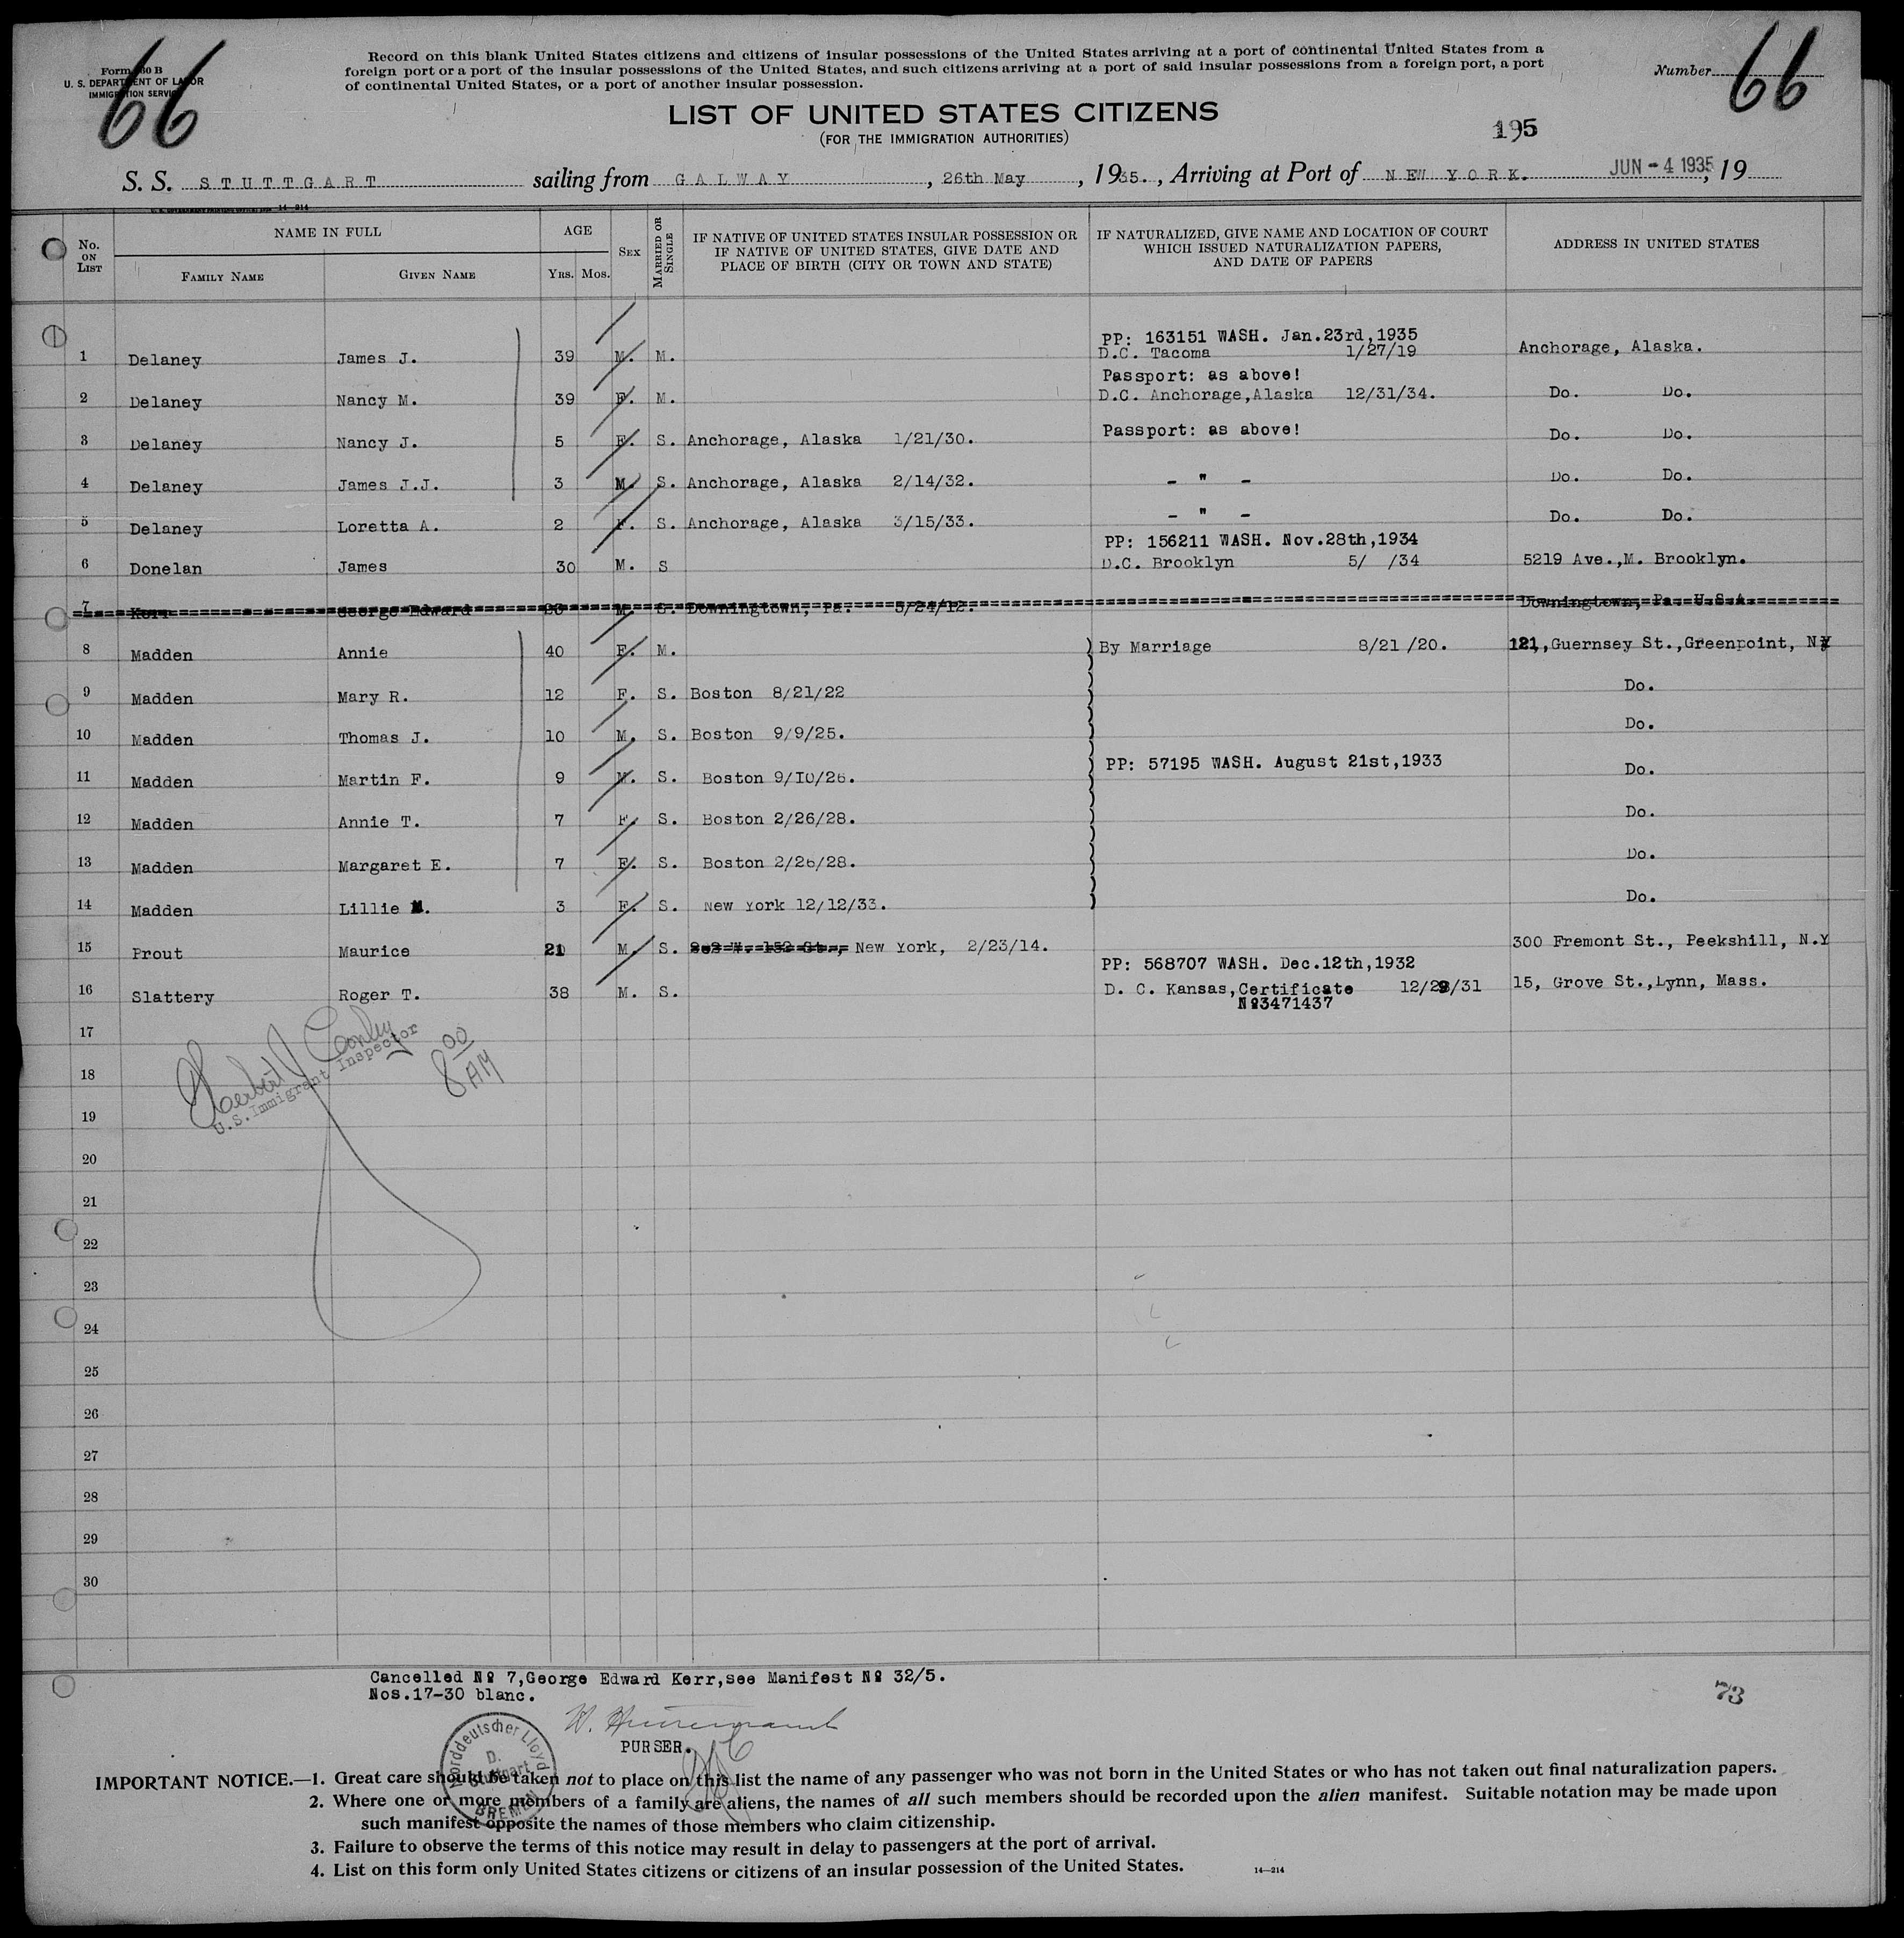 66
Form 630 B
U. S. DEPARTMENT OF LABOR
IMMIGRATION SERVICE
Record on this blank United States citizens and citizens of insular possessions of the United States arriving at a port of continental United States from a
foreign port or a port of the insular possessions of the United States, and such citizens arriving at a port of said insular possessions from a foreign port, a port
of continental United States, or a port of another insular possession.
Number 66
LIST OF UNITED STATES CITIZENS
(FOR THE IMMIGRATION AUTHORITIES)
195
S. S. STUTTGART sailing from GALWAY, 26th May, 1935., Arriving at Port of NEW YORK. JUN - 4 1935, 19
No. ON LIST
NAME IN FULL
FAMILY NAME
GIVEN NAME
AGE
YRS. MOS.
SEX
MARRIED OR SINGLE
IF NATIVE OF UNITED STATES INSULAR POSSESSION OR
IF NATIVE OF UNITED STATES, GIVE DATE AND
PLACE OF BIRTH (CITY OR TOWN AND STATE)
IF NATURALIZED, GIVE NAME AND LOCATION OF COURT
WHICH ISSUED NATURALIZATION PAPERS,
AND DATE OF PAPERS
ADDRESS IN UNITED STATES
PP: 163151 WASH. Jan.23rd,1935
1 Delaney James J. 39 M. M. D.C. Tacoma 1/27/19 Anchorage, Alaska.
Passport: as above!
2 Delaney Nancy M. 39 F. M. D.C. Anchorage,Alaska 12/31/34. Do. Do.
3 Delaney Nancy J. 5 F. S. Anchorage, Alaska 1/21/30. Passport: as above! Do. Do.
4 Delaney James J.J. 3 M. S. Anchorage, Alaska 2/14/32. - " - Do. Do.
5 Delaney Loretta A. 2 F. S. Anchorage, Alaska 3/15/33. - " - Do. Do.
PP: 156211 WASH. Nov.28th,1934
6 Donelan James 30 M. S D.C. Brooklyn 5/ /34 5219 Ave.,M. Brooklyn.
7 Kerr George Edward M. S. Downingtown, Pa. 5/24/12. Downingtown, Pa. U.S.A.
8 Madden Annie 40 F. M. By Marriage 8/21 /20. 121,Guernsey St.,Greenpoint, NY
9 Madden Mary R. 12 F. S. Boston 8/21/22 Do.
10 Madden Thomas J. 10 M. S. Boston 9/9/25. Do.
11 Madden Martin F. 9 M. S. Boston 9/10/26. PP: 57195 WASH. August 21st,1933 Do.
12 Madden Annie T. 7 F. S. Boston 2/26/28. Do.
13 Madden Margaret E. 7 F. S. Boston 2/26/28. Do.
14 Madden Lillie M. 3 F. S. New York 12/12/33. Do.
15 Prout Maurice 21 M. S. New York, 2/23/14. 300 Fremont St., Peekshill, N.Y
PP: 568707 WASH. Dec.12th,1932
16 Slattery Roger T. 38 M. S. D. C. Kansas,Certificate 12/28/31 15, Grove St.,Lynn, Mass.
№3471437
17
Herbert J Conley
U.S.Immigrant Inspector
8 00 AM
18
19
20
21
22
23
24
25
26
27
28
29
30
Cancelled № 7,George Edward Kerr,see Manifest № 32/5.
Nos.17-30 blanc.
73
PURSER.
Norddeutscher Lloyd
D. Stuttgart
BREMEN
IMPORTANT NOTICE.—1. Great care should be taken not to place on this list the name of any passenger who was not born in the United States or who has not taken out final naturalization papers.
2. Where one or more members of a family are aliens, the names of all such members should be recorded upon the alien manifest. Suitable notation may be made upon
such manifest opposite the names of those members who claim citizenship.
3. Failure to observe the terms of this notice may result in delay to passengers at the port of arrival.
4. List on this form only United States citizens or citizens of an insular possession of the United States.
14—214